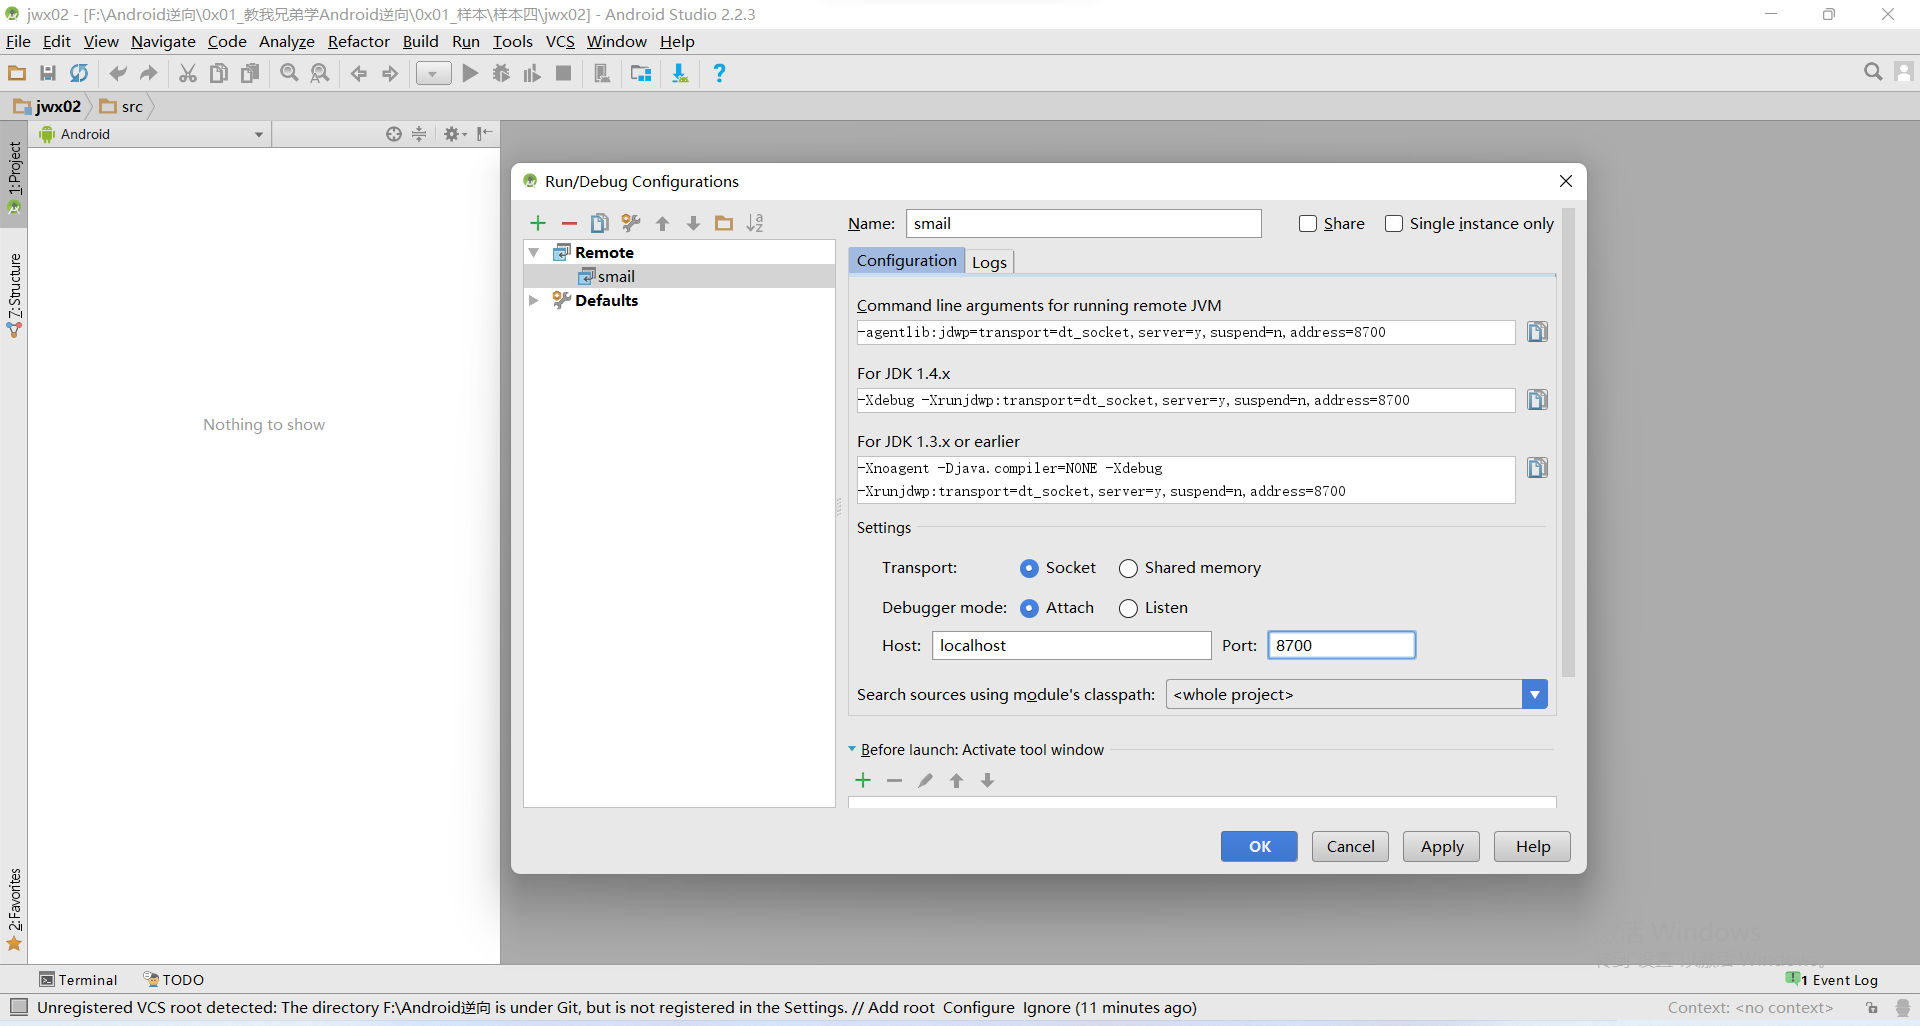 jwx02 - [F:\Android逆向\0x01_教我兄弟学Android逆向\0x01_样本\样本四\jwx02] - Android Studio 2.2.3
File Edit View Navigate Code Analyze Refactor Build Run Tools VCS Window Help
jwx02 src
Android
1: Project
7: Structure
Nothing to show
2: Favorites
Run/Debug Configurations
Remote
smail
Defaults
Name: smail Share Single instance only
Configuration Logs
Command line arguments for running remote JVM
-agentlib:jdwp=transport=dt_socket,server=y,suspend=n,address=8700
For JDK 1.4.x
-Xdebug -Xrunjdwp:transport=dt_socket,server=y,suspend=n,address=8700
For JDK 1.3.x or earlier
-Xnoagent -Djava.compiler=NONE -Xdebug
-Xrunjdwp:transport=dt_socket,server=y,suspend=n,address=8700
Settings
Transport: Socket Shared memory
Debugger mode: Attach Listen
Host: localhost Port: 8700
Search sources using module's classpath: <whole project>
Before launch: Activate tool window
OK Cancel Apply Help
Windows
Terminal TODO 1 Event Log
Unregistered VCS root detected: The directory F:\Android逆向 is under Git, but is not registered in the Settings. // Add root Configure Ignore (11 minutes ago) Context: <no context>